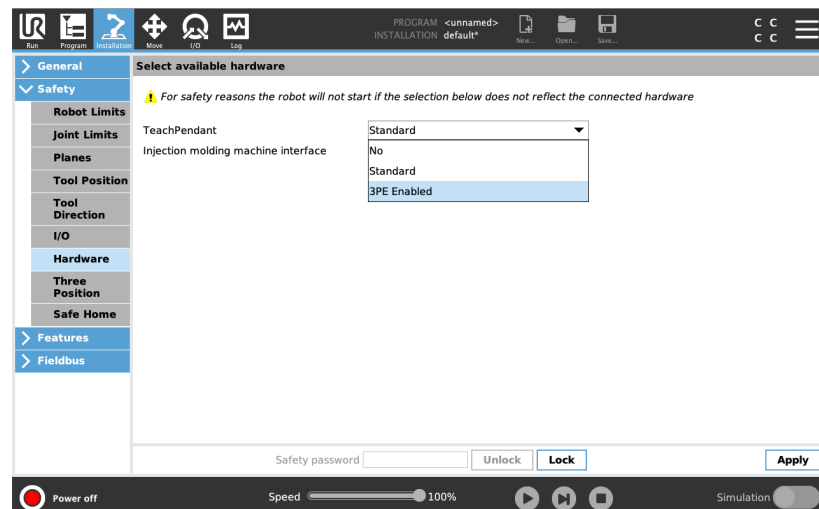 PROGRAM <unnamed>
INSTALLATION default*
Run Program Installation Move I/O Log New... Open... Save...
C C
C C
General
Safety
Robot Limits
Joint Limits
Planes
Tool Position
Tool
Direction
I/O
Hardware
Three
Position
Safe Home
Features
Fieldbus
Select available hardware
For safety reasons the robot will not start if the selection below does not reflect the connected hardware
TeachPendant Standard
Injection molding machine interface No
Standard
3PE Enabled
Safety password Unlock Lock Apply
Power off Speed 100% Simulation